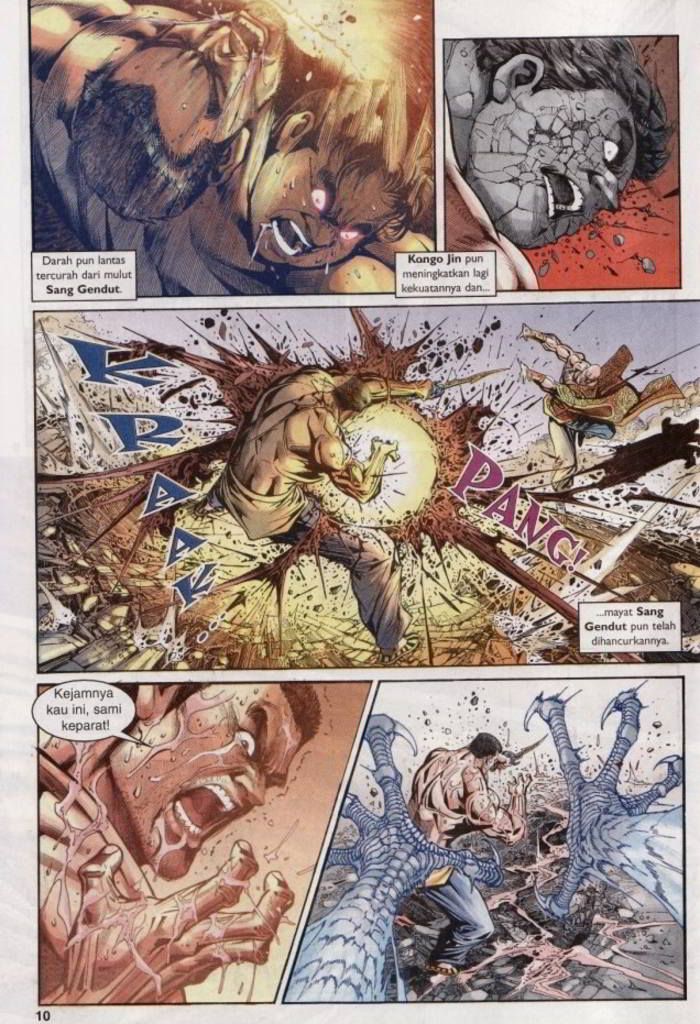 Darah pun lantas
tercurah dari mulut
Sang Gendut.
Kongo Jin pun
meningkatkan lagi
kekuatannya dan...
KRAAK...
PANG!
...mayat Sang
Gendut pun telah
dihancurkannya.
Kejamnya
kau ini, sami
keparat!
10